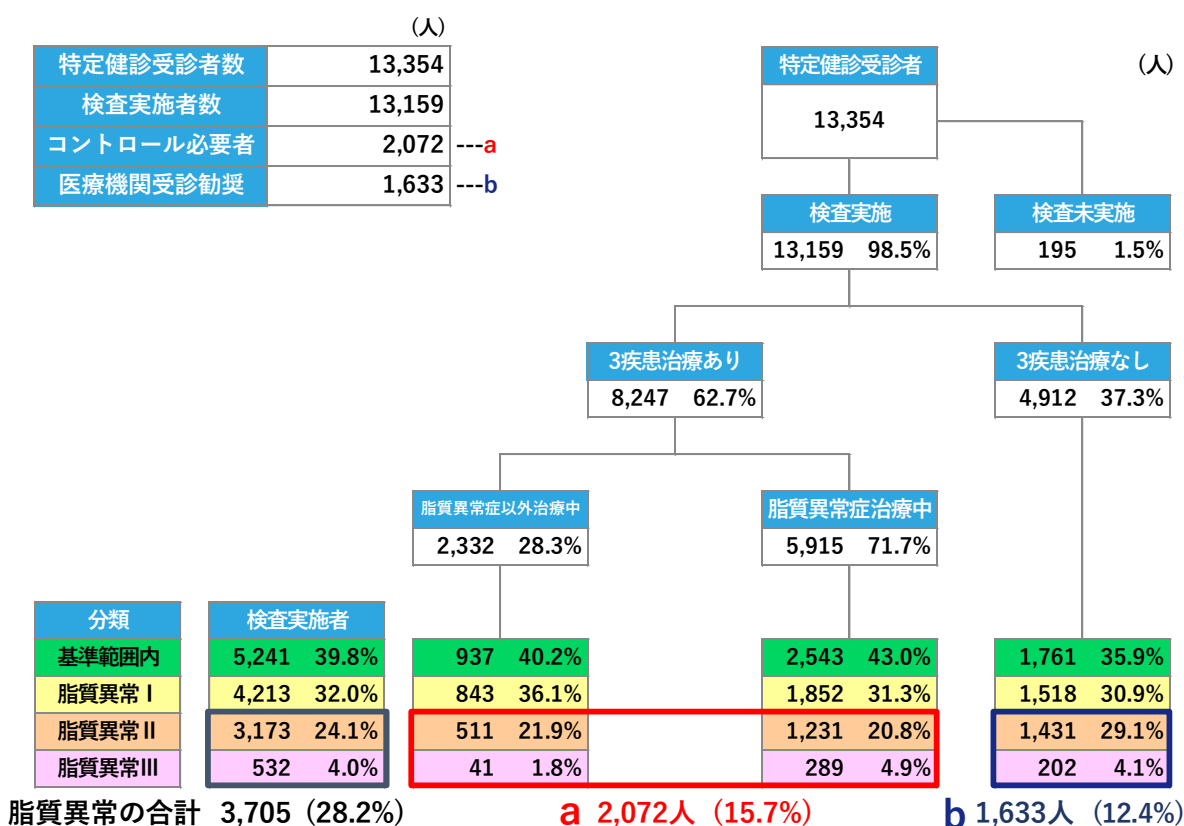 (人)
特定健診受診者数 13,354
検査実施者数 13,159
コントロール必要者 2,072 ---a
医療機関受診勧奨 1,633 ---b
特定健診受診者 (人)
13,354
検査実施 検査未実施
13,159 98.5% 195 1.5%
3疾患治療あり 3疾患治療なし
8,247 62.7% 4,912 37.3%
脂質異常症以外治療中 脂質異常症治療中
2,332 28.3% 5,915 71.7%
分類 検査実施者
基準範囲内 5,241 39.8% 937 40.2% 2,543 43.0% 1,761 35.9%
脂質異常Ⅰ 4,213 32.0% 843 36.1% 1,852 31.3% 1,518 30.9%
脂質異常Ⅱ 3,173 24.1% 511 21.9% 1,231 20.8% 1,431 29.1%
脂質異常Ⅲ 532 4.0% 41 1.8% 289 4.9% 202 4.1%
脂質異常の合計 3,705 (28.2%) a 2,072人 (15.7%) b 1,633人 (12.4%)